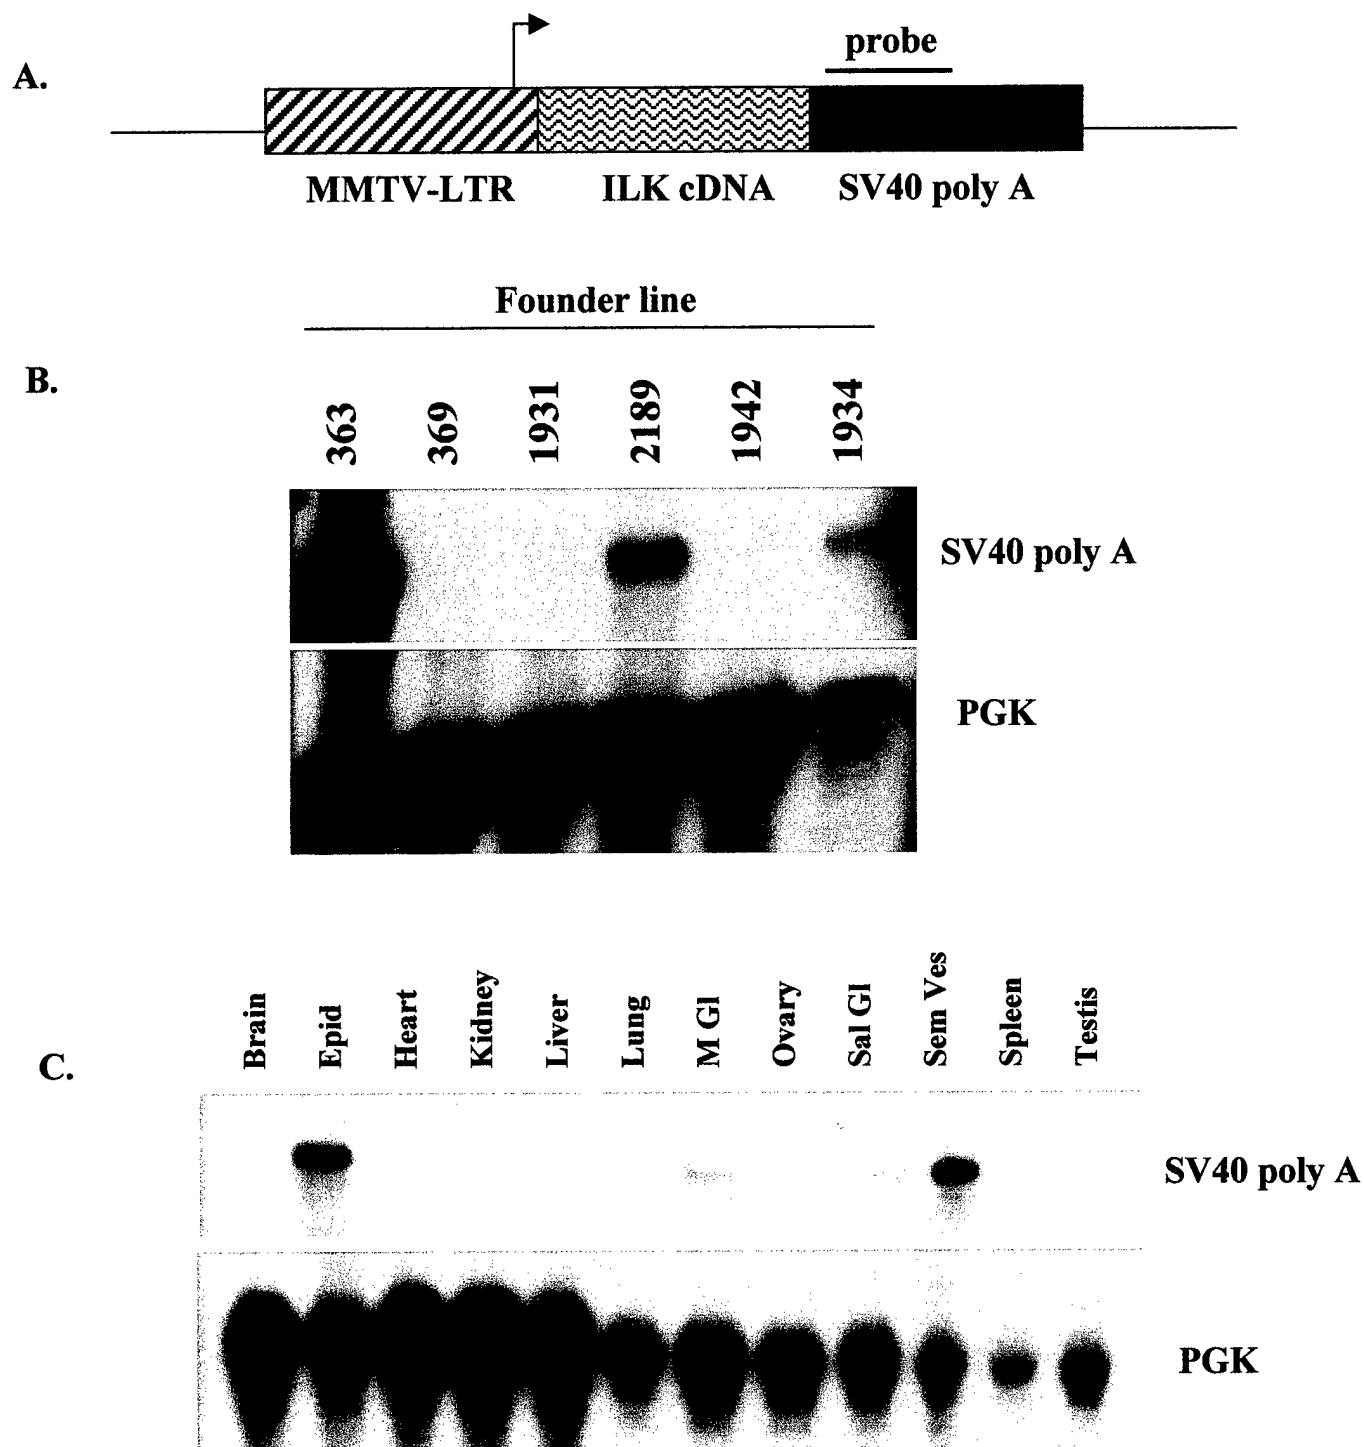 probe
A.
MMTV-LTR ILK cDNA SV40 poly A
Founder line
B.
363 369 1931 2189 1942 1934
SV40 poly A
PGK
Brain Epid Heart Kidney Liver Lung M Gl Ovary Sal Gl Sem Ves Spleen Testis
C.
SV40 poly A
PGK